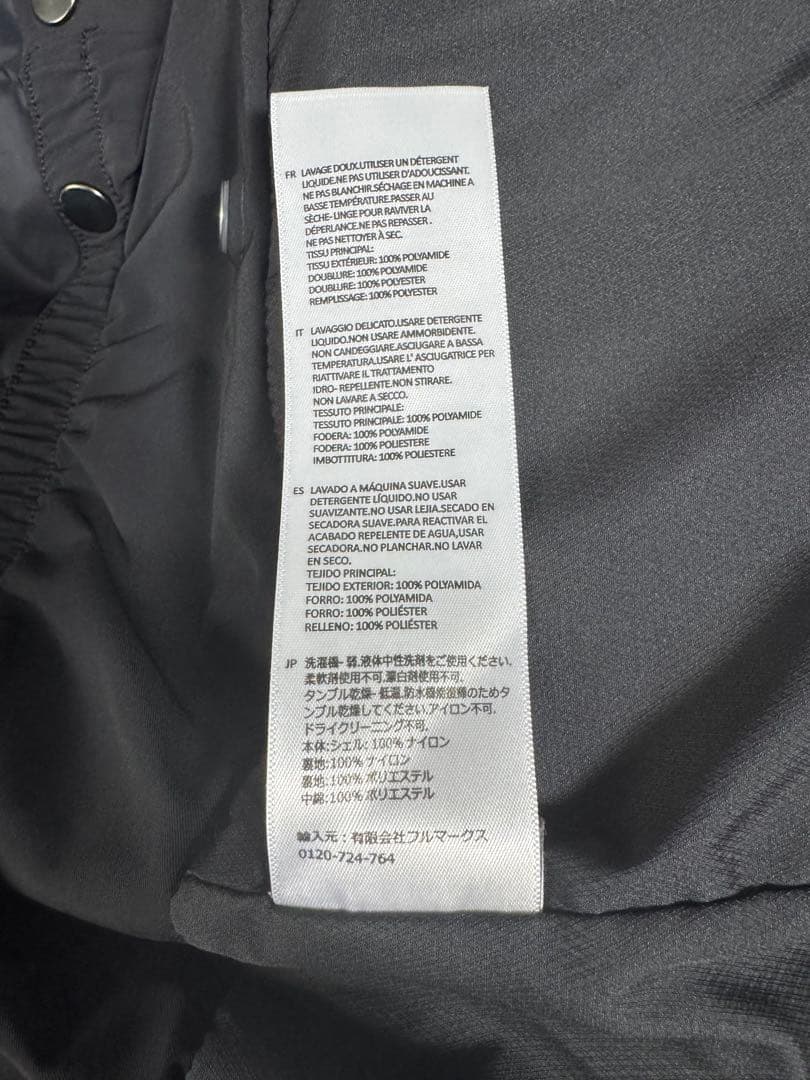 FR LAVAGE DOUX.UTILISER UN DÉTERGENT
LIQUIDE.NE PAS UTILISER D'ADOUCISSANT.
NE PAS BLANCHIR.SÉCHAGE EN MACHINE A
BASSE TEMPÉRATURE.PASSER AU
SÈCHE-LINGE POUR RAVIVER LA
DÉPERLANCE.NE PAS REPASSER.
NE PAS NETTOYER À SEC.
TISSU PRINCIPAL:
TISSU EXTÉRIEUR: 100% POLYAMIDE
DOUBLURE: 100% POLYAMIDE
DOUBLURE: 100% POLYESTER
REMPLISSAGE: 100% POLYESTER
IT LAVAGGIO DELICATO.USARE DETERGENTE
LIQUIDO.NON USARE AMMORBIDENTE.
NON CANDEGGIARE.ASCIUGARE A BASSA
TEMPERATURA.USARE L' ASCIUGATRICE PER
RIATTIVARE IL TRATTAMENTO
IDRO- REPELLENTE.NON STIRARE.
NON LAVARE A SECCO.
TESSUTO PRINCIPALE:
TESSUTO PRINCIPALE: 100% POLYAMIDE
FODERA: 100% POLYAMIDE
FODERA: 100% POLIESTERE
IMBOTTITURA: 100% POLIESTERE
ES LAVADO A MÁQUINA SUAVE.USAR
DETERGENTE LÍQUIDO.NO USAR
SUAVIZANTE.NO USAR LEJIA.SECADO EN
SECADORA SUAVE.PARA REACTIVAR EL
ACABADO REPELENTE DE AGUA,USAR
SECADORA.NO PLANCHAR.NO LAVAR
EN SECO.
TEJIDO PRINCIPAL:
TEJIDO EXTERIOR: 100% POLYAMIDA
FORRO: 100% POLYAMIDA
FORRO: 100% POLIÉSTER
RELLENO: 100% POLIÉSTER
JP 洗濯機- 弱.液体中性洗剤をご使用ください.
柔軟剤使用不可.漂白剤使用不可.
タンブル乾燥- 低温.防水機能復稀のためタ
ンブル乾燥してください.アイロン不可.
ドライクリーニング不可.
本体:シェル: 100% ナイロン
裏地:100% ナイロン
裏地:100% ポリエステル
中綿:100% ポリエステル
輸入元 : 有限会社フルマークス
0120-724-764